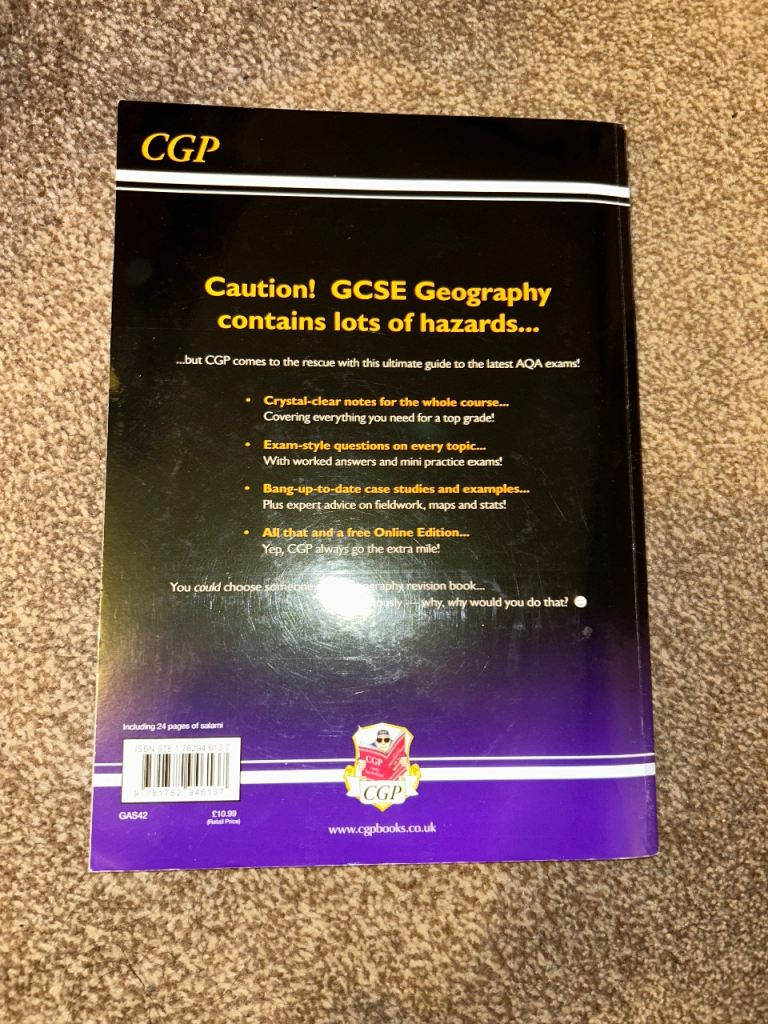 CGP
Caution! GCSE Geography
contains lots of hazards...
...but CGP comes to the rescue with this ultimate guide to the latest AQA exams!
• Crystal-clear notes for the whole course...
Covering everything you need for a top grade!
• Exam-style questions on every topic...
With worked answers and mini practice exams!
• Bang-up-to-date case studies and examples...
Plus expert advice on fieldwork, maps and stats!
• All that and a free Online Edition...
Yep, CGP always go the extra mile!
You could choose someone revision book...
— why, why would you do that?
Including 24 pages of salami
ISBN 978 1 78294 613 7
9 781782 946137
GAS42
£10.99
(Retail Price)
CGP
CGP
www.cgpbooks.co.uk